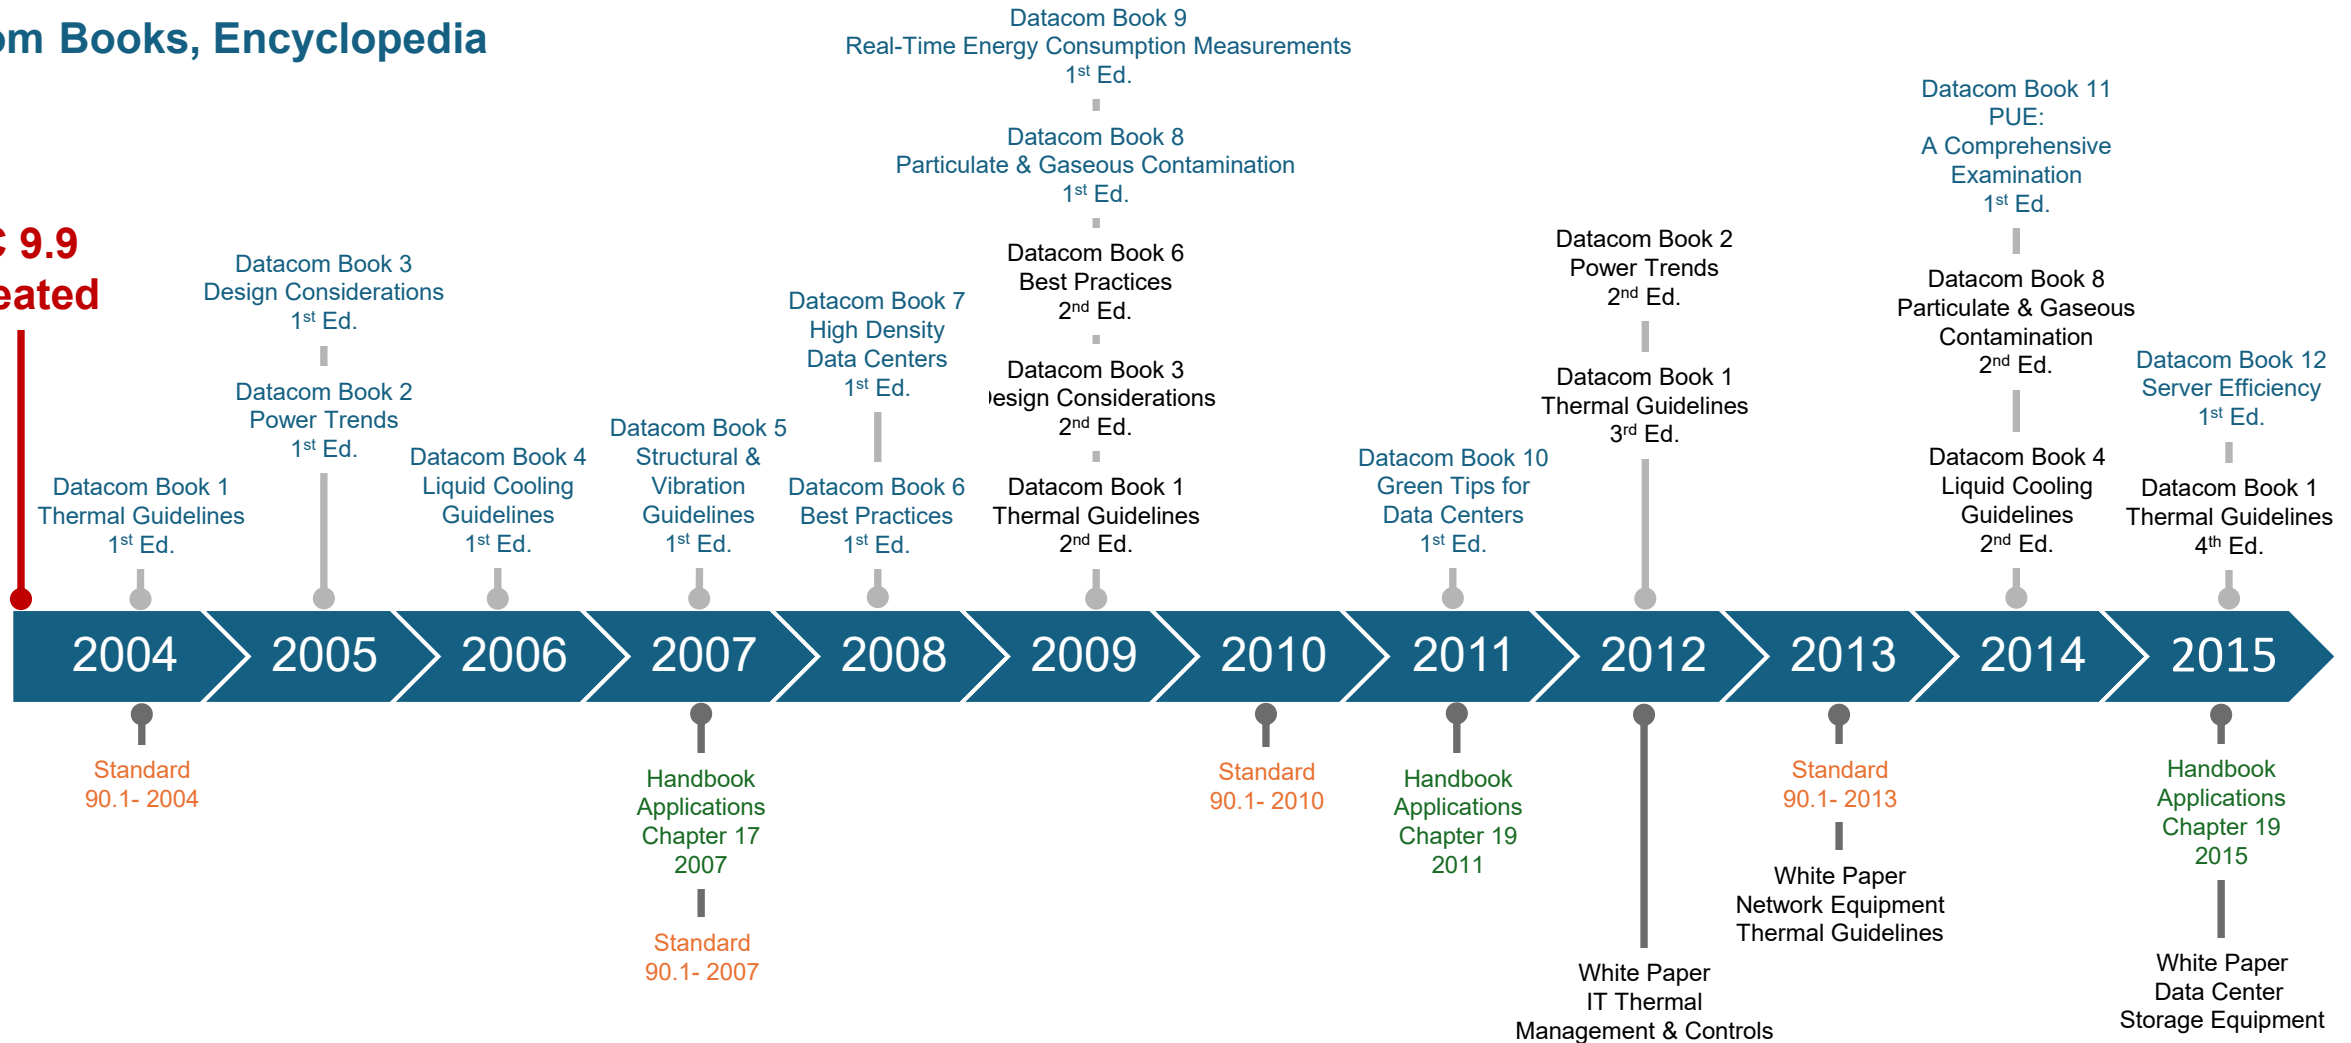 om Books, Encyclopedia
C 9.9
eated
Datacom Book 1
Thermal Guidelines
1st Ed.
Datacom Book 3
Design Considerations
1st Ed.
Datacom Book 2
Power Trends
1st Ed.
Datacom Book 4
Liquid Cooling
Guidelines
1st Ed.
Datacom Book 5
Structural &
Vibration
Guidelines
1st Ed.
Datacom Book 7
High Density
Data Centers
1st Ed.
Datacom Book 6
Best Practices
1st Ed.
Datacom Book 9
Real-Time Energy Consumption Measurements
1st Ed.
Datacom Book 8
Particulate & Gaseous Contamination
1st Ed.
Datacom Book 6
Best Practices
2nd Ed.
Datacom Book 3
Design Considerations
2nd Ed.
Datacom Book 1
Thermal Guidelines
2nd Ed.
Datacom Book 10
Green Tips for
Data Centers
1st Ed.
Datacom Book 2
Power Trends
2nd Ed.
Datacom Book 1
Thermal Guidelines
3rd Ed.
Datacom Book 11
PUE:
A Comprehensive
Examination
1st Ed.
Datacom Book 8
Particulate & Gaseous
Contamination
2nd Ed.
Datacom Book 4
Liquid Cooling
Guidelines
2nd Ed.
Datacom Book 12
Server Efficiency
1st Ed.
Datacom Book 1
Thermal Guidelines
4th Ed.
2004 2005 2006 2007 2008 2009 2010 2011 2012 2013 2014 2015
Standard
90.1- 2004
Handbook
Applications
Chapter 17
2007
Standard
90.1- 2007
Standard
90.1- 2010
Handbook
Applications
Chapter 19
2011
White Paper
IT Thermal
Management & Controls
Standard
90.1- 2013
White Paper
Network Equipment
Thermal Guidelines
Handbook
Applications
Chapter 19
2015
White Paper
Data Center
Storage Equipment